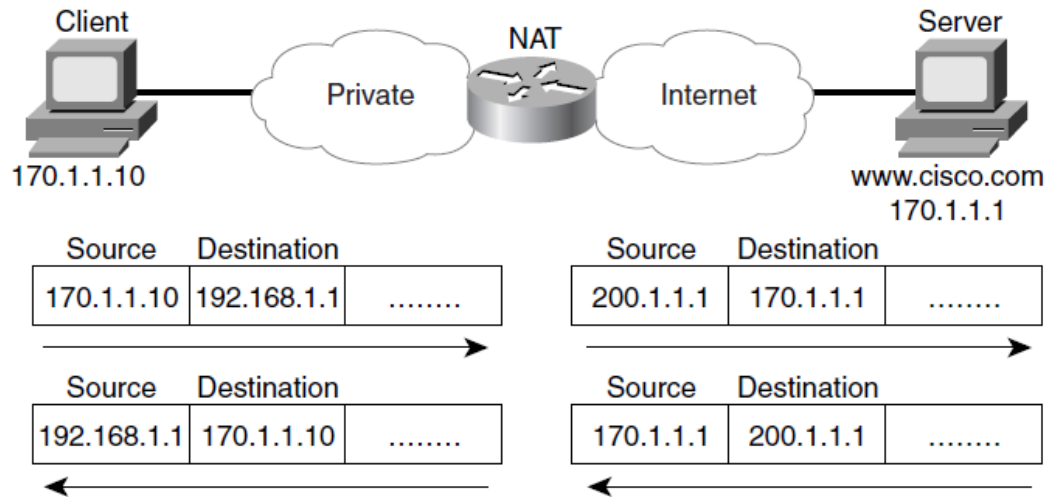 Client
NAT
Server
Private
Internet
170.1.1.10
www.cisco.com
170.1.1.1
Source Destination
170.1.1.10 192.168.1.1 ........
Source Destination
200.1.1.1 170.1.1.1 ........
Source Destination
192.168.1.1 170.1.1.10 ........
Source Destination
170.1.1.1 200.1.1.1 ........